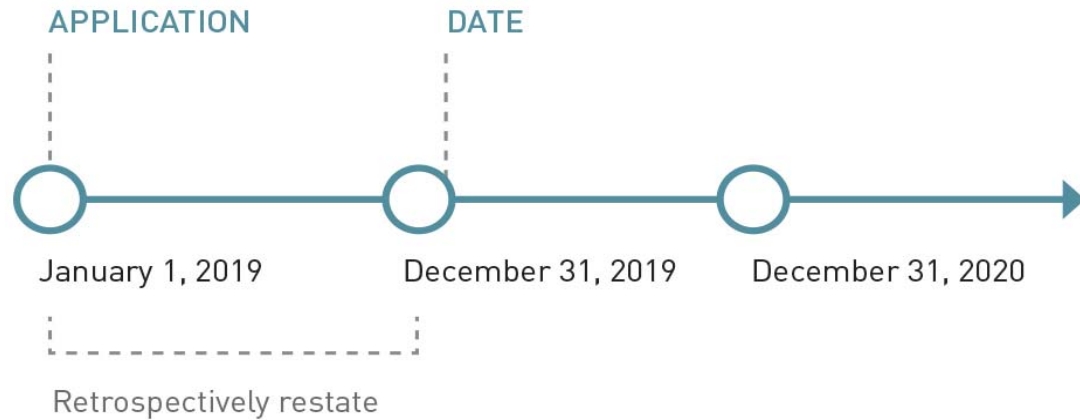 APPLICATION DATE
January 1, 2019 December 31, 2019 December 31, 2020
Retrospectively restate